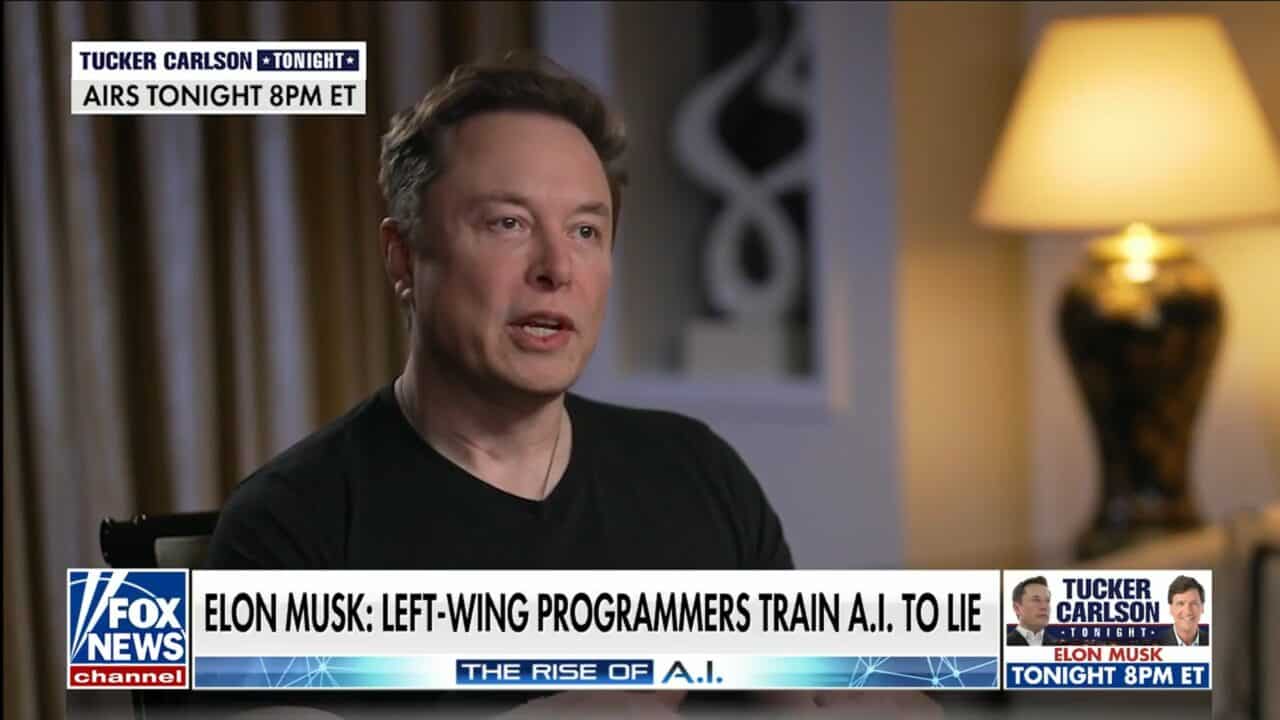 TUCKER CARLSON TONIGHT
AIRS TONIGHT 8PM ET
FOX
NEWS
channel
ELON MUSK: LEFT-WING PROGRAMMERS TRAIN A.I. TO LIE
THE RISE OF A.I.
TUCKER
CARLSON
TONIGHT
ELON MUSK
TONIGHT 8PM ET